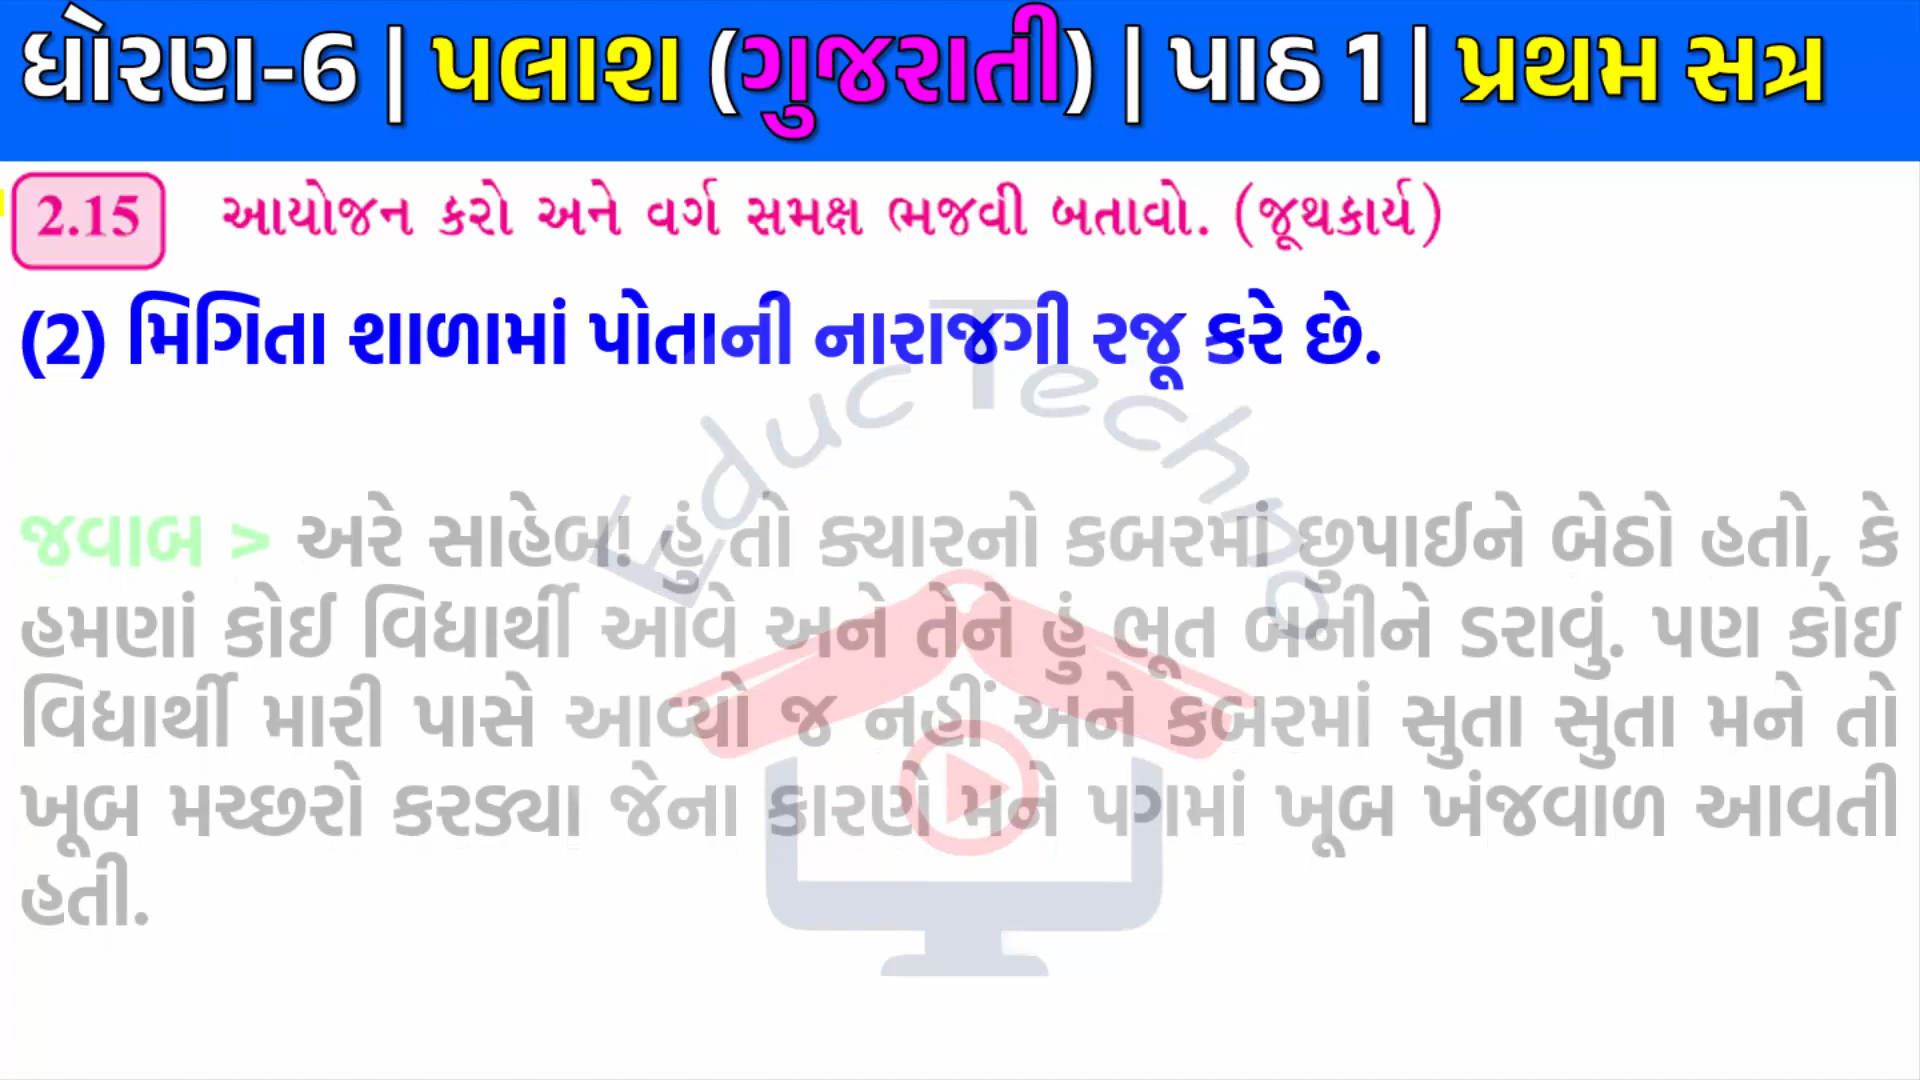 ધોરણ-6 | પલાશ (ગુજરાતી) | પાઠ 1 | પ્રથમ સત્ર
2.15 આયોજન કરો અને વર્ગ સમક્ષ ભજવી બતાવો. (જૂથકાર્ય)
(2) મિગિતા શાળામાં પોતાની નારાજગી રજૂ કરે છે.
EducTechno
જવાબ > અરે સાહેબ! હું તો ક્યારનો કબરમાં છુપાઈને બેઠો હતો, કે
હમણાં કોઈ વિદ્યાર્થી આવે અને તેને હું ભૂત બનીને ડરાવું. પણ કોઇ
વિદ્યાર્થી મારી પાસે આવ્યો જ નહીં અને કબરમાં સુતા સુતા મને તો
ખૂબ મચ્છરો કરડ્યા જેના કારણે મને પગમાં ખૂબ ખંજવાળ આવતી
હતી.